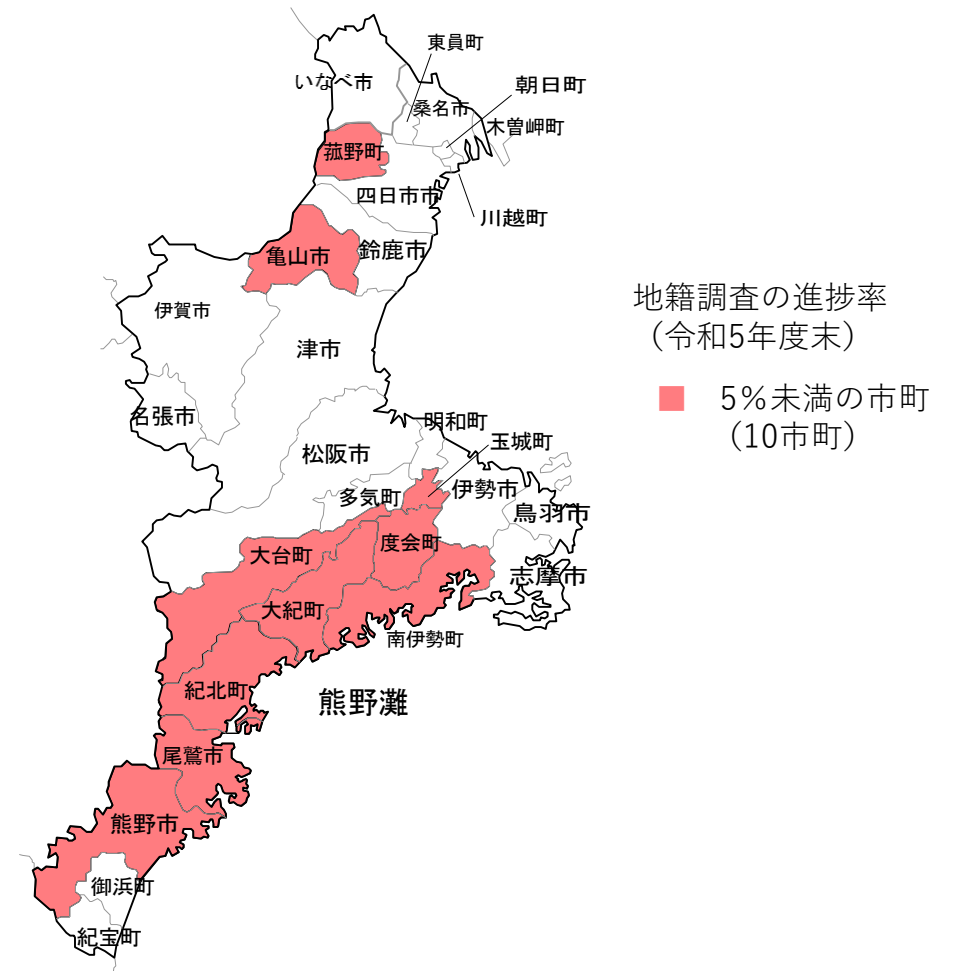 東員町
いなべ市
朝日町
桑名市
木曽岬町
菰野町
四日市市
川越町
亀山市
鈴鹿市
伊賀市
地籍調査の進捗率
（令和5年度末）
津市
5％未満の市町
（10市町）
名張市
明和町
玉城町
松阪市
伊勢市
多気町
鳥羽市
度会町
大台町
志摩市
大紀町
南伊勢町
紀北町
熊野灘
尾鷲市
熊野市
御浜町
紀宝町